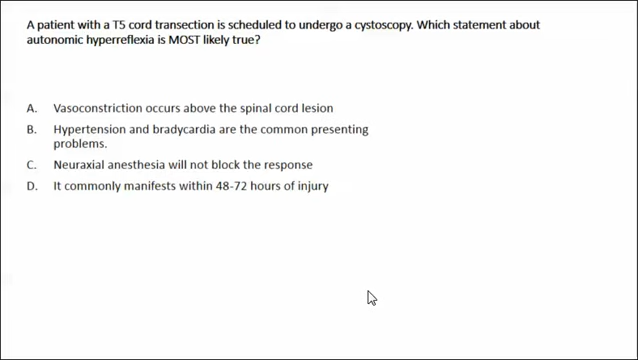 A patient with a T5 cord transection is scheduled to undergo a cystoscopy. Which statement about
autonomic hyperreflexia is MOST likely true?
A. Vasoconstriction occurs above the spinal cord lesion
B. Hypertension and bradycardia are the common presenting
problems.
C. Neuraxial anesthesia will not block the response
D. It commonly manifests within 48-72 hours of injury